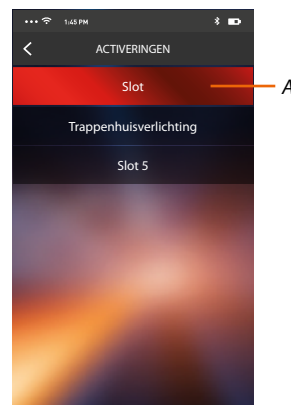 1:45 PM
ACTIVERINGEN
Slot
A
Trappenhuisverlichting
Slot 5